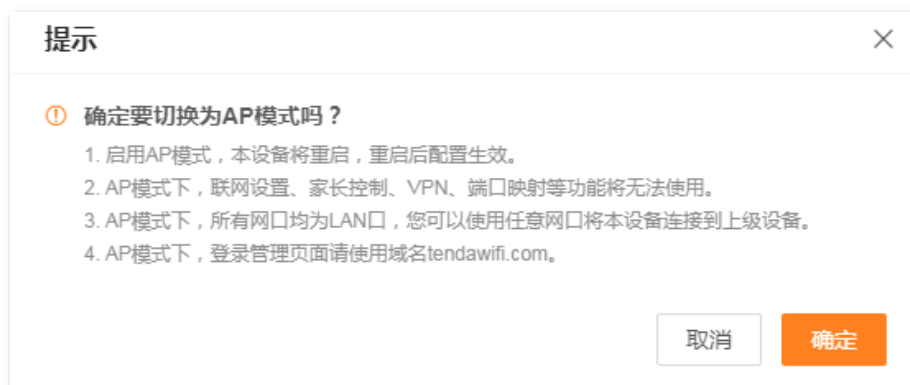 提示
确定要切换为AP模式吗？
1. 启用AP模式，本设备将重启，重启后配置生效。
2. AP模式下，联网设置、家长控制、VPN、端口映射等功能将无法使用。
3. AP模式下，所有网口均为LAN口，您可以使用任意网口将本设备连接到上级设备。
4. AP模式下，登录管理页面请使用域名tendawifi.com。
取消 确定